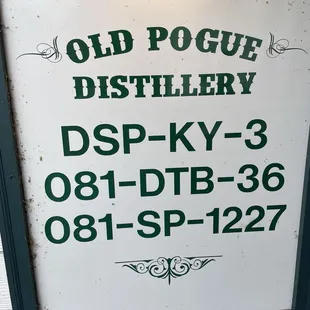 OLD POGUE
DISTILLERY
DSP-KY-3
081-DTB-36
081-SP-1227